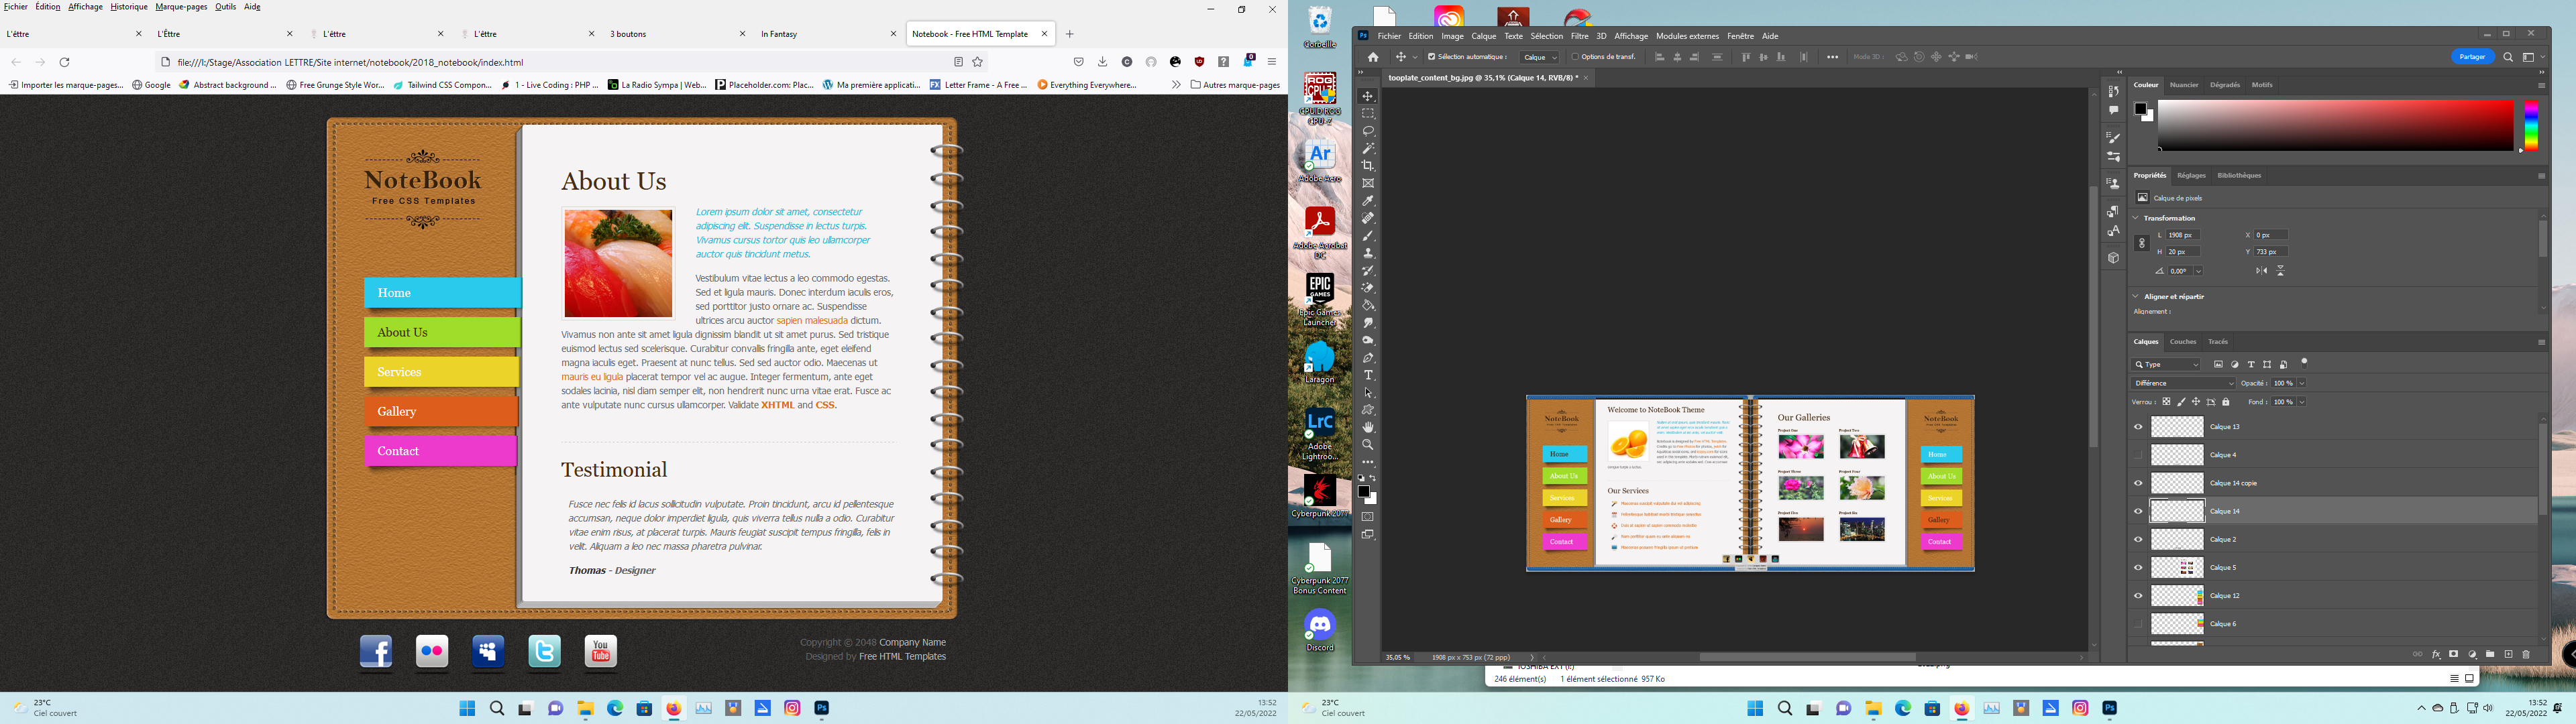 Fichier Édition Affichage Historique Marque-pages Outils Aide
L'êttre L'Êttre L'êttre L'êttre 3 boutons In Fantasy Notebook - Free HTML Template
file:///I:/Stage/Association LETTRE/Site internet/notebook/2018_notebook/index.html
Importer les marque-pages... Google Abstract background ... Free Grunge Style Wor... Tailwind CSS Compon... 1 - Live Coding : PHP ... La Radio Sympa | Web... Placeholder.com: Plac... Ma première applicati... Letter Frame - A Free ... Everything Everywhere... Autres marque-pages
NoteBook
Free CSS Templates
Home
About Us
Services
Gallery
Contact
About Us
Lorem ipsum dolor sit amet, consectetur
adipiscing elit. Suspendisse in lectus turpis.
Vivamus cursus tortor quis leo ullamcorper
auctor quis tincidunt metus.
Vestibulum vitae lectus a leo commodo egestas.
Sed et ligula mauris. Donec interdum iaculis eros,
sed porttitor justo ornare ac. Suspendisse
ultrices arcu auctor sapien malesuada dictum.
Vivamus non ante sit amet ligula dignissim blandit ut sit amet purus. Sed tristique
euismod lectus sed scelerisque. Curabitur convallis fringilla ante, eget eleifend
magna iaculis eget. Praesent at nunc tellus. Sed sed auctor odio. Maecenas ut
mauris eu ligula placerat tempor vel ac augue. Integer fermentum, ante eget
sodales lacinia, nisl diam semper elit, non hendrerit nunc urna vitae erat. Fusce ac
ante vulputate nunc cursus ullamcorper. Validate XHTML and CSS.
Testimonial
Fusce nec felis id lacus sollicitudin vulputate. Proin tincidunt, arcu id pellentesque
accumsan, neque dolor imperdiet ligula, quis viverra tellus nulla a odio. Curabitur
vitae enim risus, at placerat turpis. Mauris feugiat suscipit tempus fringilla, felis in
velit. Aliquam a leo nec massa pharetra pulvinar.
Thomas - Designer
You
Tube
Copyright © 2048 Company Name
Designed by Free HTML Templates
23°C
Ciel couvert
13:52
22/05/2022
Corbeille
CPUID ROG
CPU-Z
Adobe Aero
Adobe Acrobat
DC
Epic Games
Launcher
Laragon
Adobe
Lightroo...
Cyberpunk 2077
Cyberpunk 2077
Bonus Content
Discord
Fichier Edition Image Calque Texte Sélection Filtre 3D Affichage Modules externes Fenêtre Aide
Sélection automatique : Calque Options de transf. Mode 3D : Partager
tooplate_content_bg.jpg @ 35,1% (Calque 14, RVB/8) *
NoteBook
Home
About Us
Services
Gallery
Contact
Welcome to NoteBook Theme
Our Services
Our Galleries
Project One Project Two
Project Three Project Four
Project Five Project Six
NoteBook
Home
About Us
Services
Gallery
Contact
35,05 % 1908 px x 753 px (72 ppp)
Couleur Nuancier Dégradés Motifs
Propriétés Réglages Bibliothèques
Calque de pixels
Transformation
L 1908 px X 0 px
H 20 px Y 733 px
0,00°
Aligner et répartir
Alignement :
Calques Couches Tracés
Type
Différence Opacité : 100 %
Verrou : Fond : 100 %
Calque 13
Calque 4
Calque 14 copie
Calque 14
Calque 2
Calque 5
Calque 12
Calque 6
TOSHIBA EXT (I:)
246 élément(s) 1 élément sélectionné 957 Ko
23°C
Ciel couvert
13:52
22/05/2022